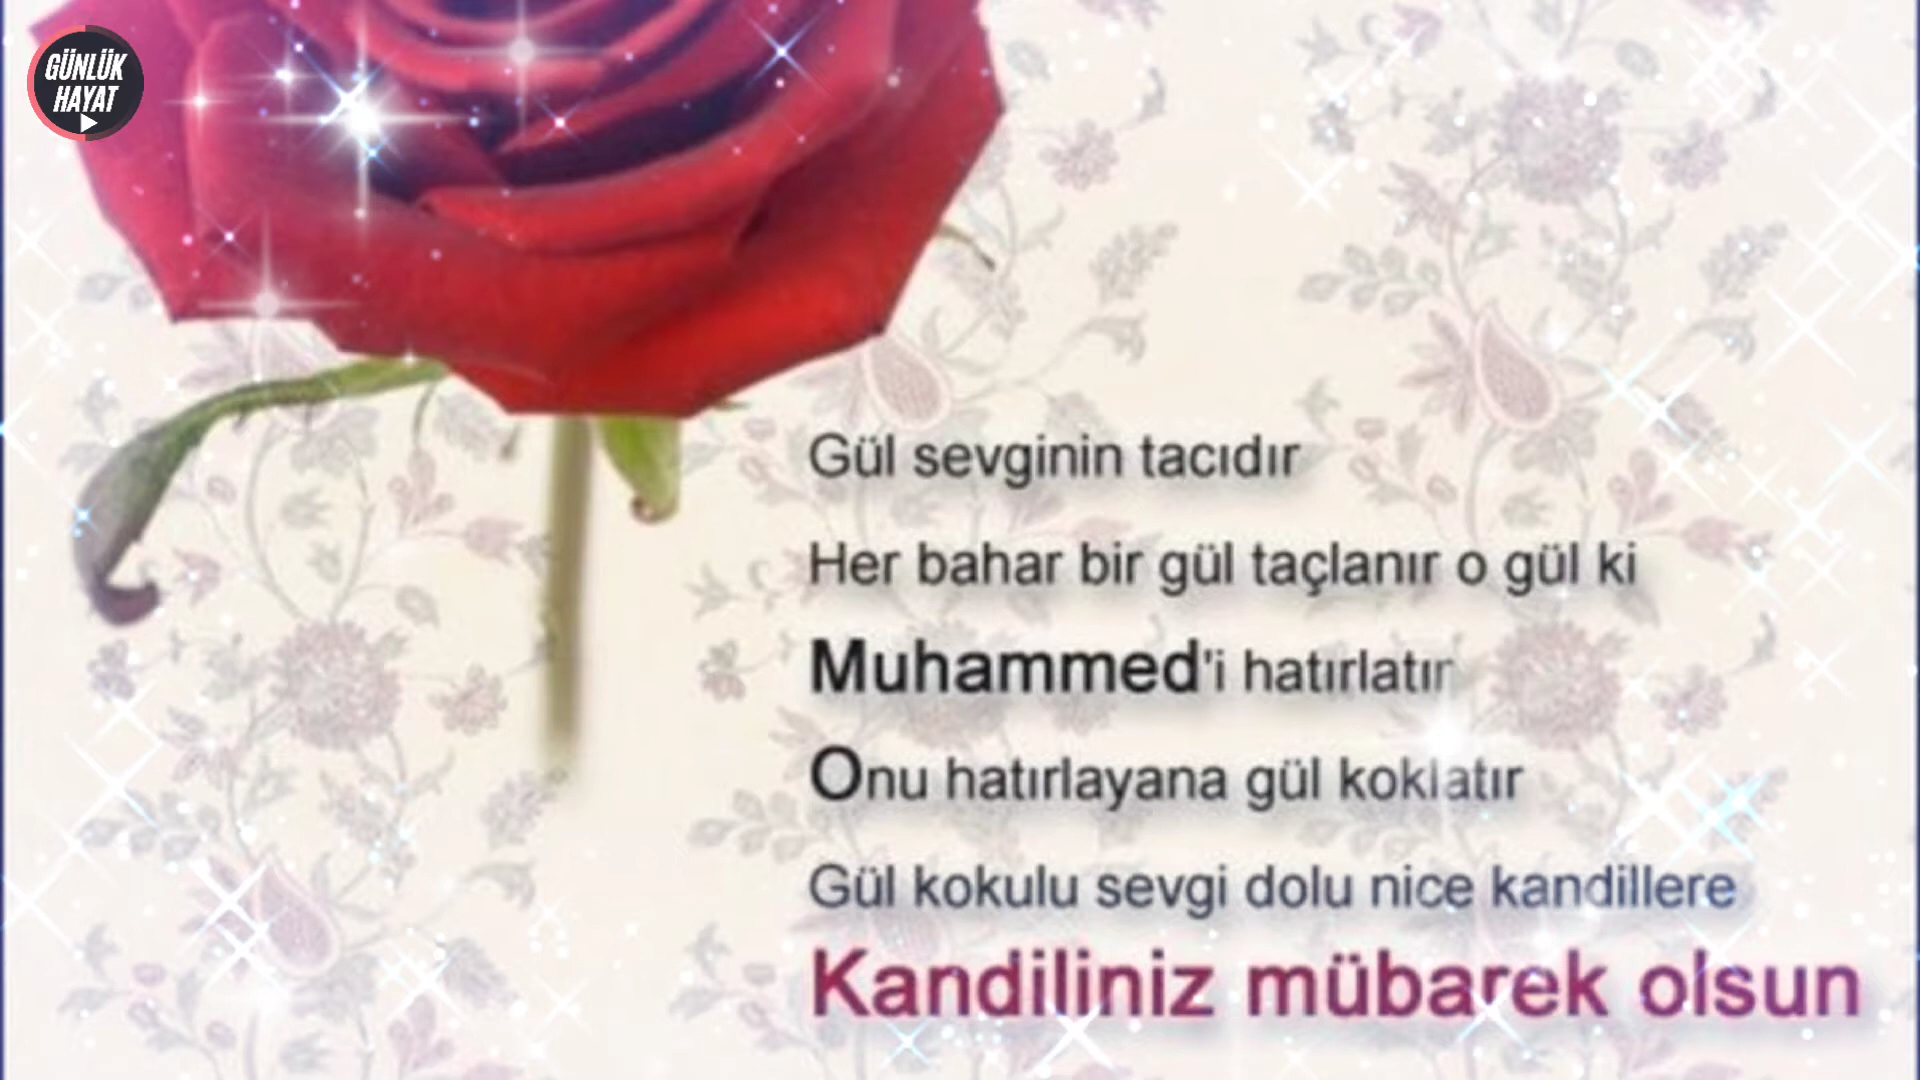 GÜNLÜK
HAYAT
Gül sevginin tacıdır
Her bahar bir gül taçlanır o gül ki
Muhammed'i hatırlatır
Onu hatırlayana gül koklatır
Gül kokulu sevgi dolu nice kandillere
Kandiliniz mübarek olsun